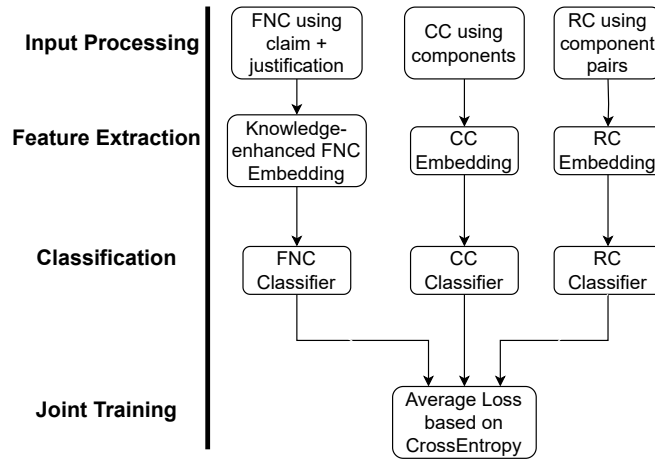 Input Processing
FNC using
claim +
justification
CC using
components
RC using
component
pairs
Feature Extraction
Knowledge-
enhanced FNC
Embedding
CC
Embedding
RC
Embedding
Classification
FNC
Classifier
CC
Classifier
RC
Classifier
Joint Training
Average Loss
based on
CrossEntropy